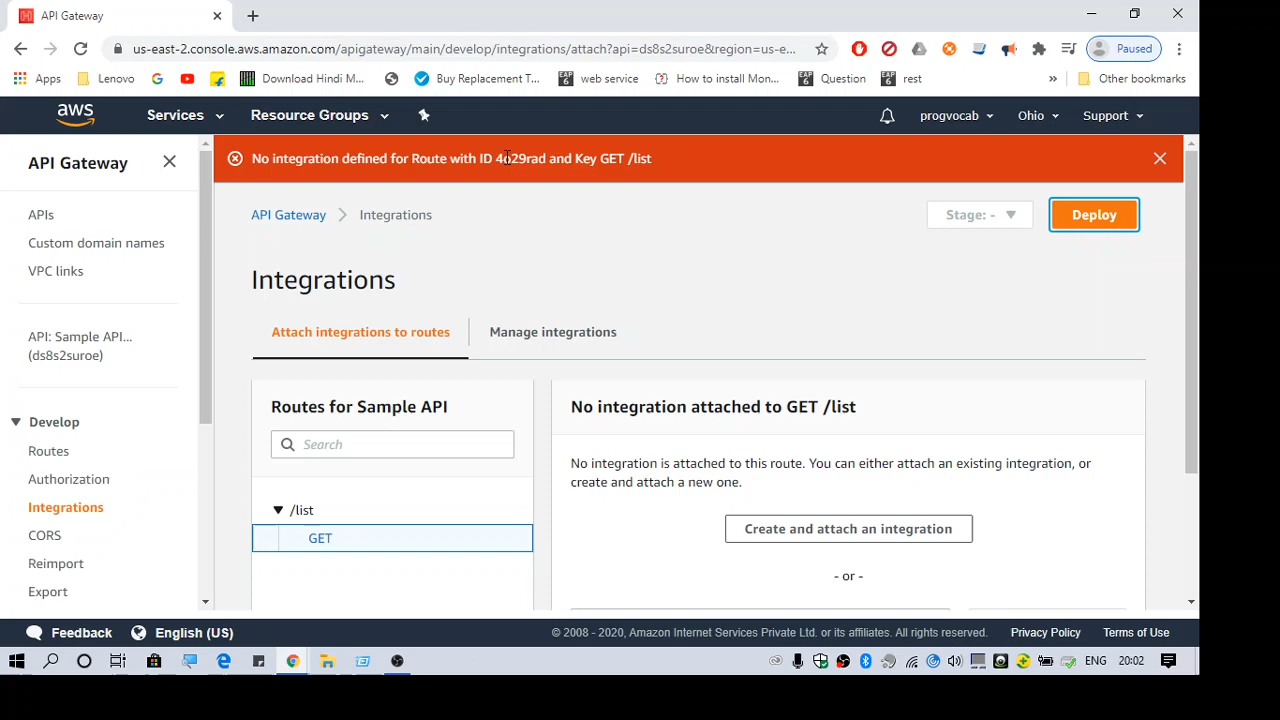 API Gateway
us-east-2.console.aws.amazon.com/apigateway/main/develop/integrations/attach?api=ds8s2suroe&region=us-e...
Paused
Apps
Lenovo
Download Hindi M...
Buy Replacement T...
web service
How to Install Mon...
Question
rest
»
Other bookmarks
aws
Services
Resource Groups
progvocab
Ohio
Support
API Gateway
No integration defined for Route with ID 29rad and Key GET /list
APIs
Custom domain names
VPC links
API: Sample API...
(ds8s2suroe)
Develop
Routes
Authorization
Integrations
CORS
Reimport
Export
API Gateway
Integrations
Stage: -
Deploy
Integrations
Attach integrations to routes
Manage integrations
Routes for Sample API
Search
/list
GET
No integration attached to GET /list
No integration is attached to this route. You can either attach an existing integration, or
create and attach a new one.
Create and attach an integration
- or -
Feedback
English (US)
© 2008 - 2020, Amazon Internet Services Private Ltd. or its affiliates. All rights reserved.
Privacy Policy
Terms of Use
ENG
20:02